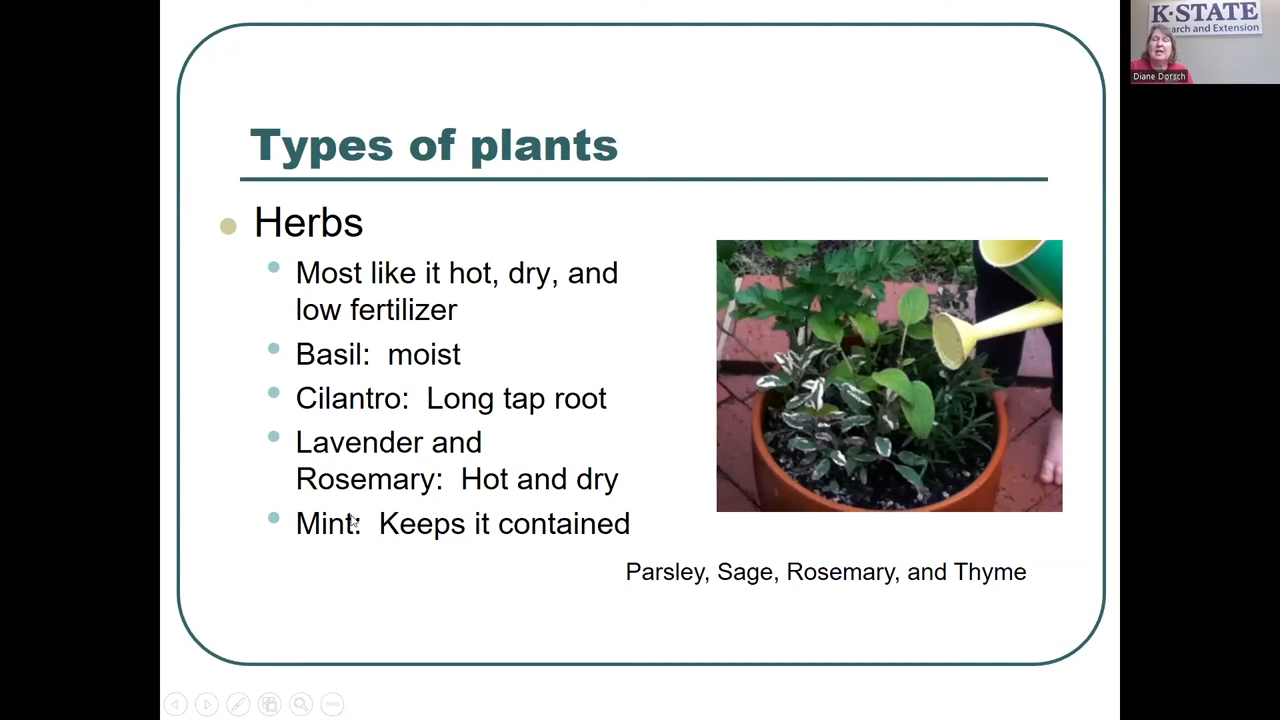 K-STATE
arch and Extension
Diane Dorsch
Types of plants
Herbs
Most like it hot, dry, and
low fertilizer
Basil:  moist
Cilantro:  Long tap root
Lavender and
Rosemary:  Hot and dry
Mint:  Keeps it contained
Parsley, Sage, Rosemary, and Thyme